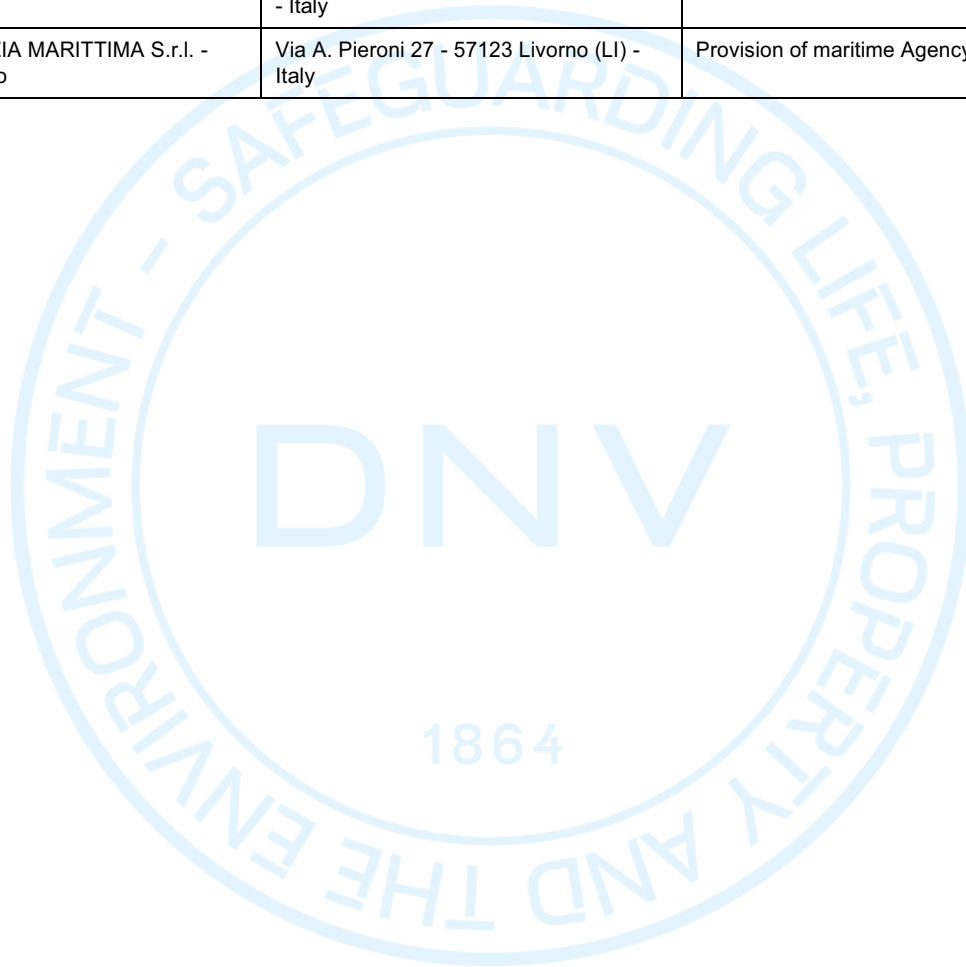 - Italy
IA MARITTIMA S.r.l. -
o
Via A. Pieroni 27 - 57123 Livorno (LI) -
Italy
Provision of maritime Agency
SAFEGUARDING LIFE, PROPERTY AND THE ENVIRONMENT -
DNV
1864